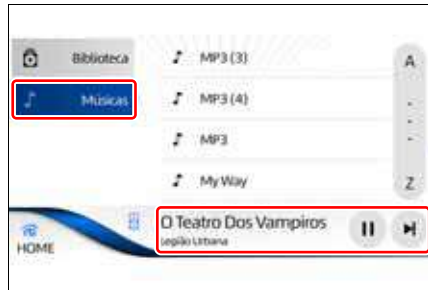 Biblioteca
Músicas
MP3 (3)
MP3 (4)
MP3
My Way
A
Z
HOME
O Teatro Dos Vampiros
Legião Urbana